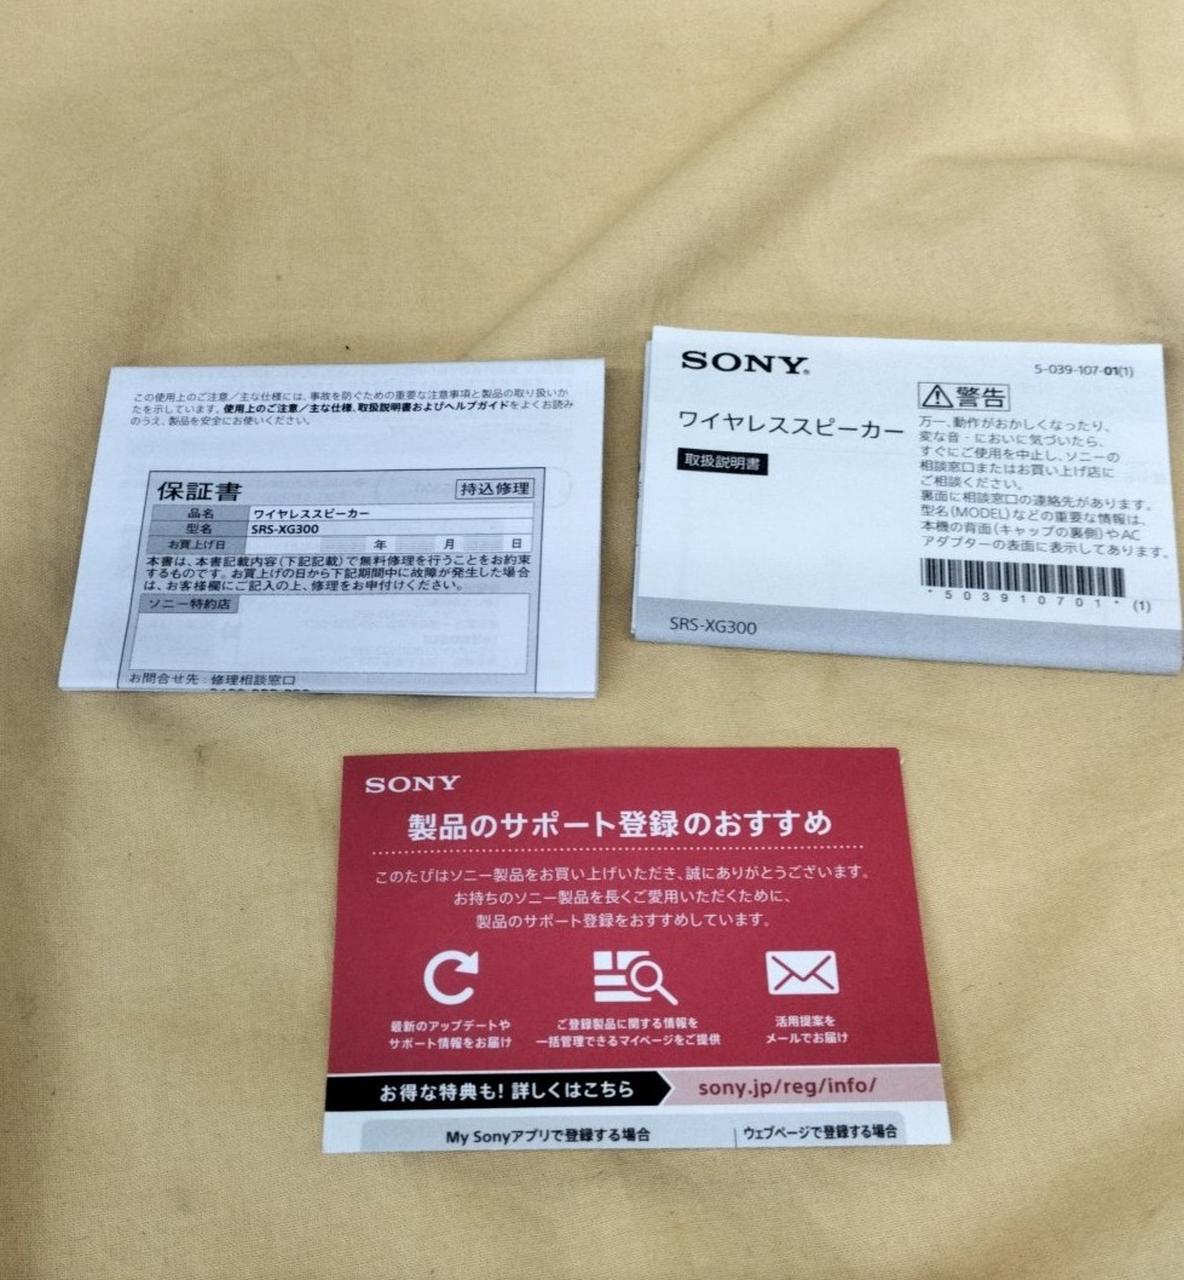 この使用上のご注意／主な仕様には、事故を防ぐための重要な注意事項と製品の取り扱いか
たを示しています。使用上のご注意／主な仕様、取扱説明書およびヘルプガイドをよくお読み
のうえ、製品を安全にお使いください。
保証書
持込修理
品名 ワイヤレススピーカー
型名 SRS-XG300
お買上げ日 年 月 日
本書は、本書記載内容（下記記載）で無料修理を行うことをお約束
するものです。お買上げの日から下記期間中に故障が発生した場合
は、お客様欄にご記入の上、修理をお申付けください。
ソニー特約店
お問合せ先：修理相談窓口
SONY®
5-039-107-01(1)
ワイヤレススピーカー
取扱説明書
警告
万一、動作がおかしくなったり、
変な音・においに気づいたら、
すぐにご使用を中止し、ソニーの
相談窓口またはお買い上げ店に
ご相談ください。
裏面に相談窓口の連絡先があります。
型名（MODEL）などの重要な情報は、
本機の背面（キャップの裏側）やAC
アダプターの表面に表示してあります。
*503910701* (1)
SRS-XG300
SONY
製品のサポート登録のおすすめ
このたびはソニー製品をお買い上げいただき、誠にありがとうございます。
お持ちのソニー製品を長くご愛用いただくために、
製品のサポート登録をおすすめしています。
最新のアップデートや
サポート情報をお届け
ご登録製品に関する情報を
一括管理できるマイページをご提供
活用提案を
メールでお届け
お得な特典も！詳しくはこちら
sony.jp/reg/info/
My Sonyアプリで登録する場合
ウェブページで登録する場合